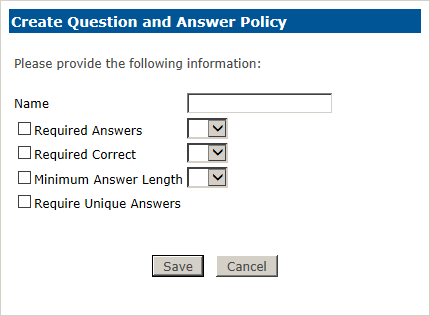 Create Question and Answer Policy
Please provide the following information:
Name
Required Answers
Required Correct
Minimum Answer Length
Require Unique Answers
Save Cancel